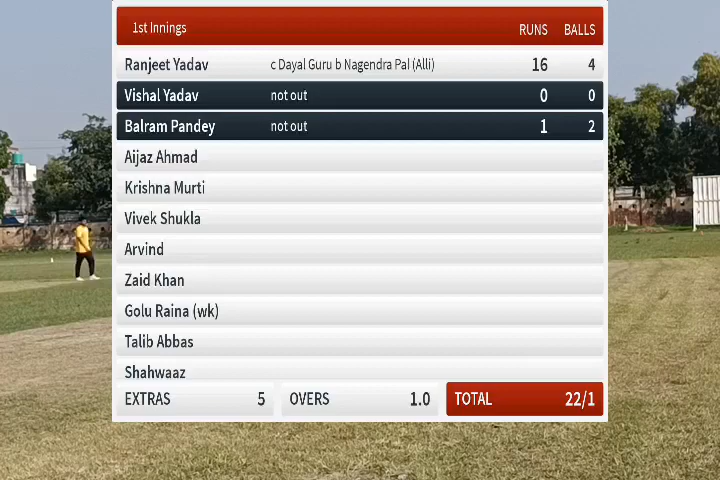 1st Innings RUNS BALLS
Ranjeet Yadav c Dayal Guru b Nagendra Pal (Alli) 16 4
Vishal Yadav not out 0 0
Balram Pandey not out 1 2
Aijaz Ahmad
Krishna Murti
Vivek Shukla
Arvind
Zaid Khan
Golu Raina (wk)
Talib Abbas
Shahwaaz
EXTRAS 5 OVERS 1.0 TOTAL 22/1